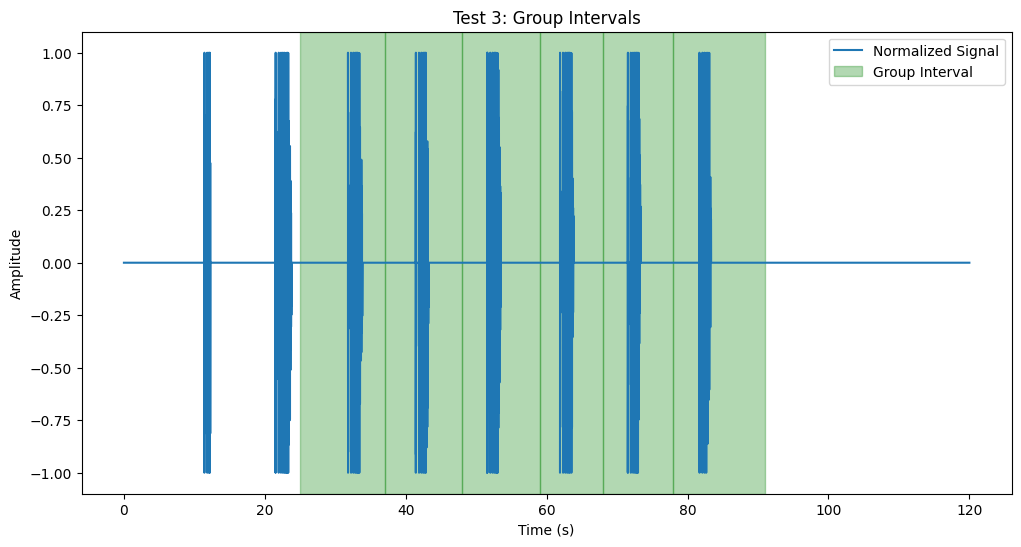 Test 3: Group Intervals
Normalized Signal
Group Interval
Amplitude
1.00
0.75
0.50
0.25
0.00
−0.25
−0.50
−0.75
−1.00
0 20 40 60 80 100 120
Time (s)